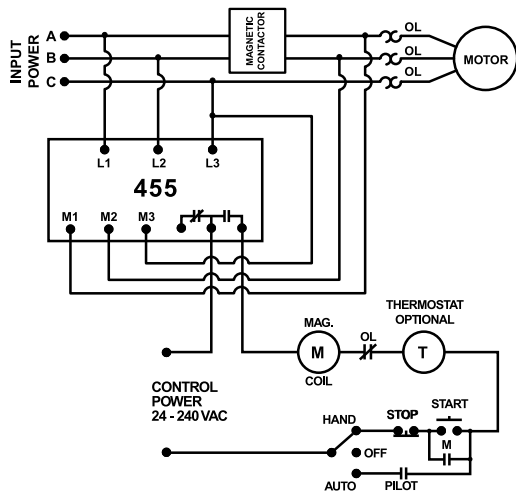 INPUT
POWER
A
B
C
MAGNETIC
CONTACTOR
OL
OL
OL
MOTOR
L1
L2
L3
455
M1
M2
M3
MAG.
M
COIL
OL
THERMOSTAT
OPTIONAL
T
CONTROL
POWER
24 - 240 VAC
HAND
STOP
START
M
OFF
AUTO
PILOT